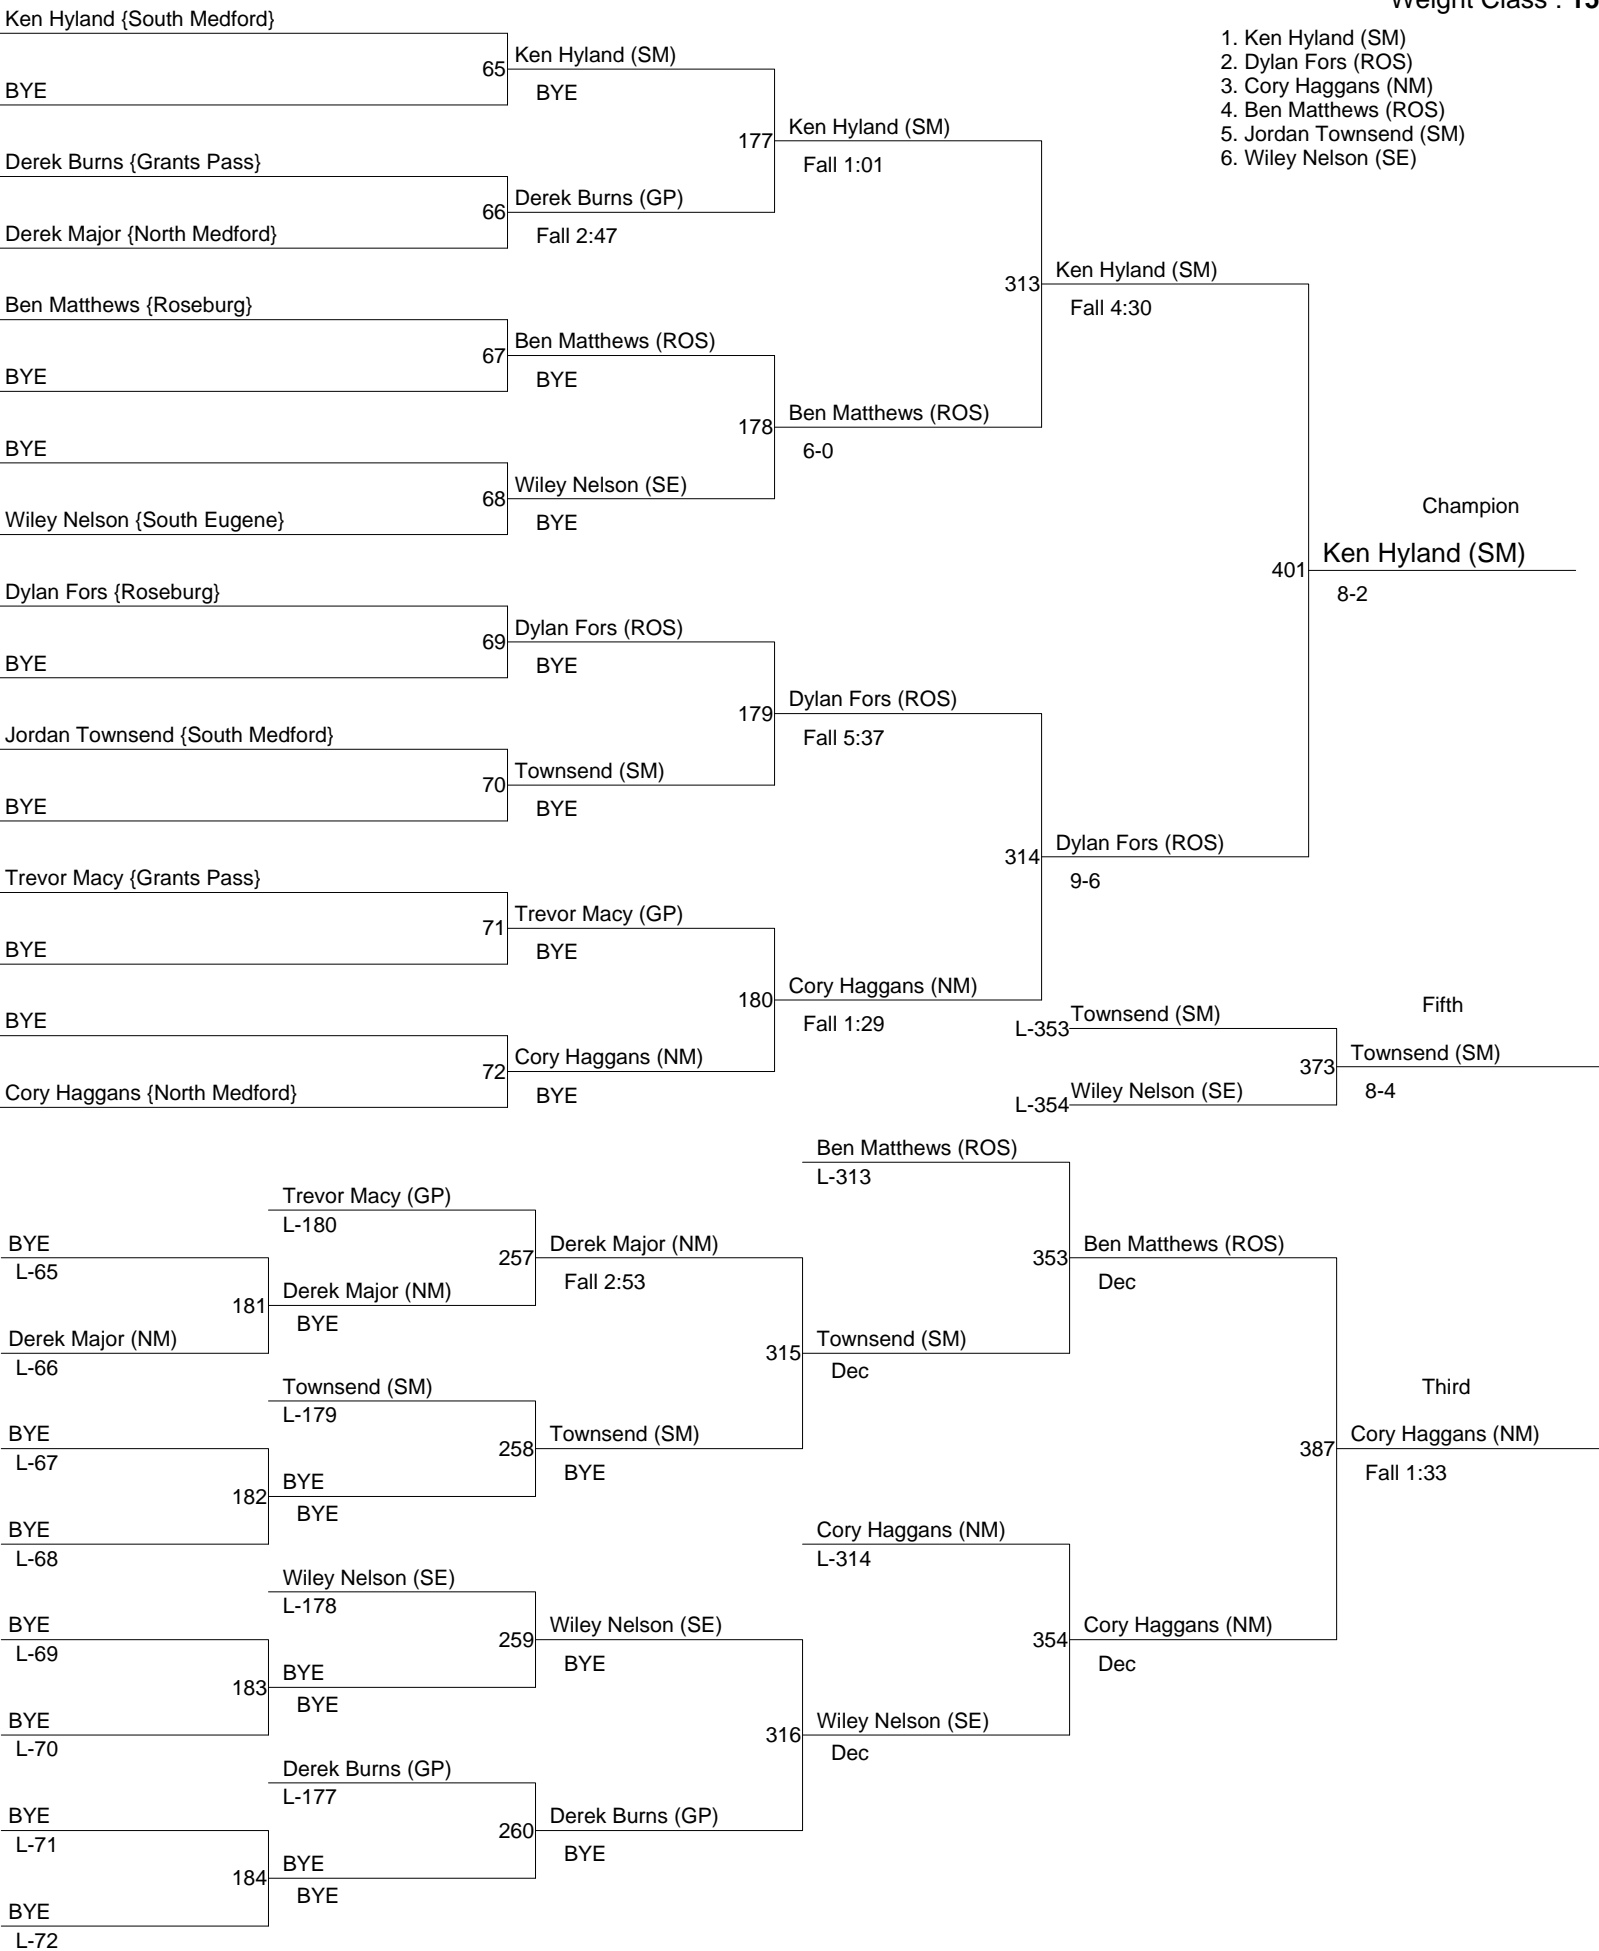 Weight Class :
1. Ken Hyland (SM)
2. Dylan Fors (ROS)
3. Cory Haggans (NM)
4. Ben Matthews (ROS)
5. Jordan Townsend (SM)
6. Wiley Nelson (SE)
Ken Hyland {South Medford}
BYE
65
Ken Hyland (SM)
BYE
Derek Burns {Grants Pass}
Derek Major {North Medford}
66
Derek Burns (GP)
Fall 2:47
177
Ken Hyland (SM)
Fall 1:01
Ben Matthews {Roseburg}
BYE
67
Ben Matthews (ROS)
BYE
BYE
Wiley Nelson {South Eugene}
68
Wiley Nelson (SE)
BYE
178
Ben Matthews (ROS)
6-0
313
Ken Hyland (SM)
Fall 4:30
Dylan Fors {Roseburg}
BYE
69
Dylan Fors (ROS)
BYE
Jordan Townsend {South Medford}
BYE
70
Townsend (SM)
BYE
179
Dylan Fors (ROS)
Fall 5:37
Trevor Macy {Grants Pass}
BYE
71
Trevor Macy (GP)
BYE
BYE
Cory Haggans {North Medford}
72
Cory Haggans (NM)
BYE
180
Cory Haggans (NM)
Fall 1:29
314
Dylan Fors (ROS)
9-6
Champion
401
Ken Hyland (SM)
8-2
Fifth
L-353
Townsend (SM)
L-354
Wiley Nelson (SE)
373
Townsend (SM)
8-4
BYE
L-65
Derek Major (NM)
L-66
181
Trevor Macy (GP)
L-180
Derek Major (NM)
BYE
257
Derek Major (NM)
Fall 2:53
BYE
L-67
BYE
L-68
182
Townsend (SM)
L-179
BYE
BYE
258
Townsend (SM)
BYE
315
Ben Matthews (ROS)
L-313
Townsend (SM)
Dec
353
Ben Matthews (ROS)
Dec
BYE
L-69
BYE
L-70
183
Wiley Nelson (SE)
L-178
BYE
BYE
259
Wiley Nelson (SE)
BYE
BYE
L-71
BYE
L-72
184
Derek Burns (GP)
L-177
BYE
BYE
260
Derek Burns (GP)
BYE
316
Cory Haggans (NM)
L-314
Wiley Nelson (SE)
Dec
354
Cory Haggans (NM)
Dec
Third
387
Cory Haggans (NM)
Fall 1:33